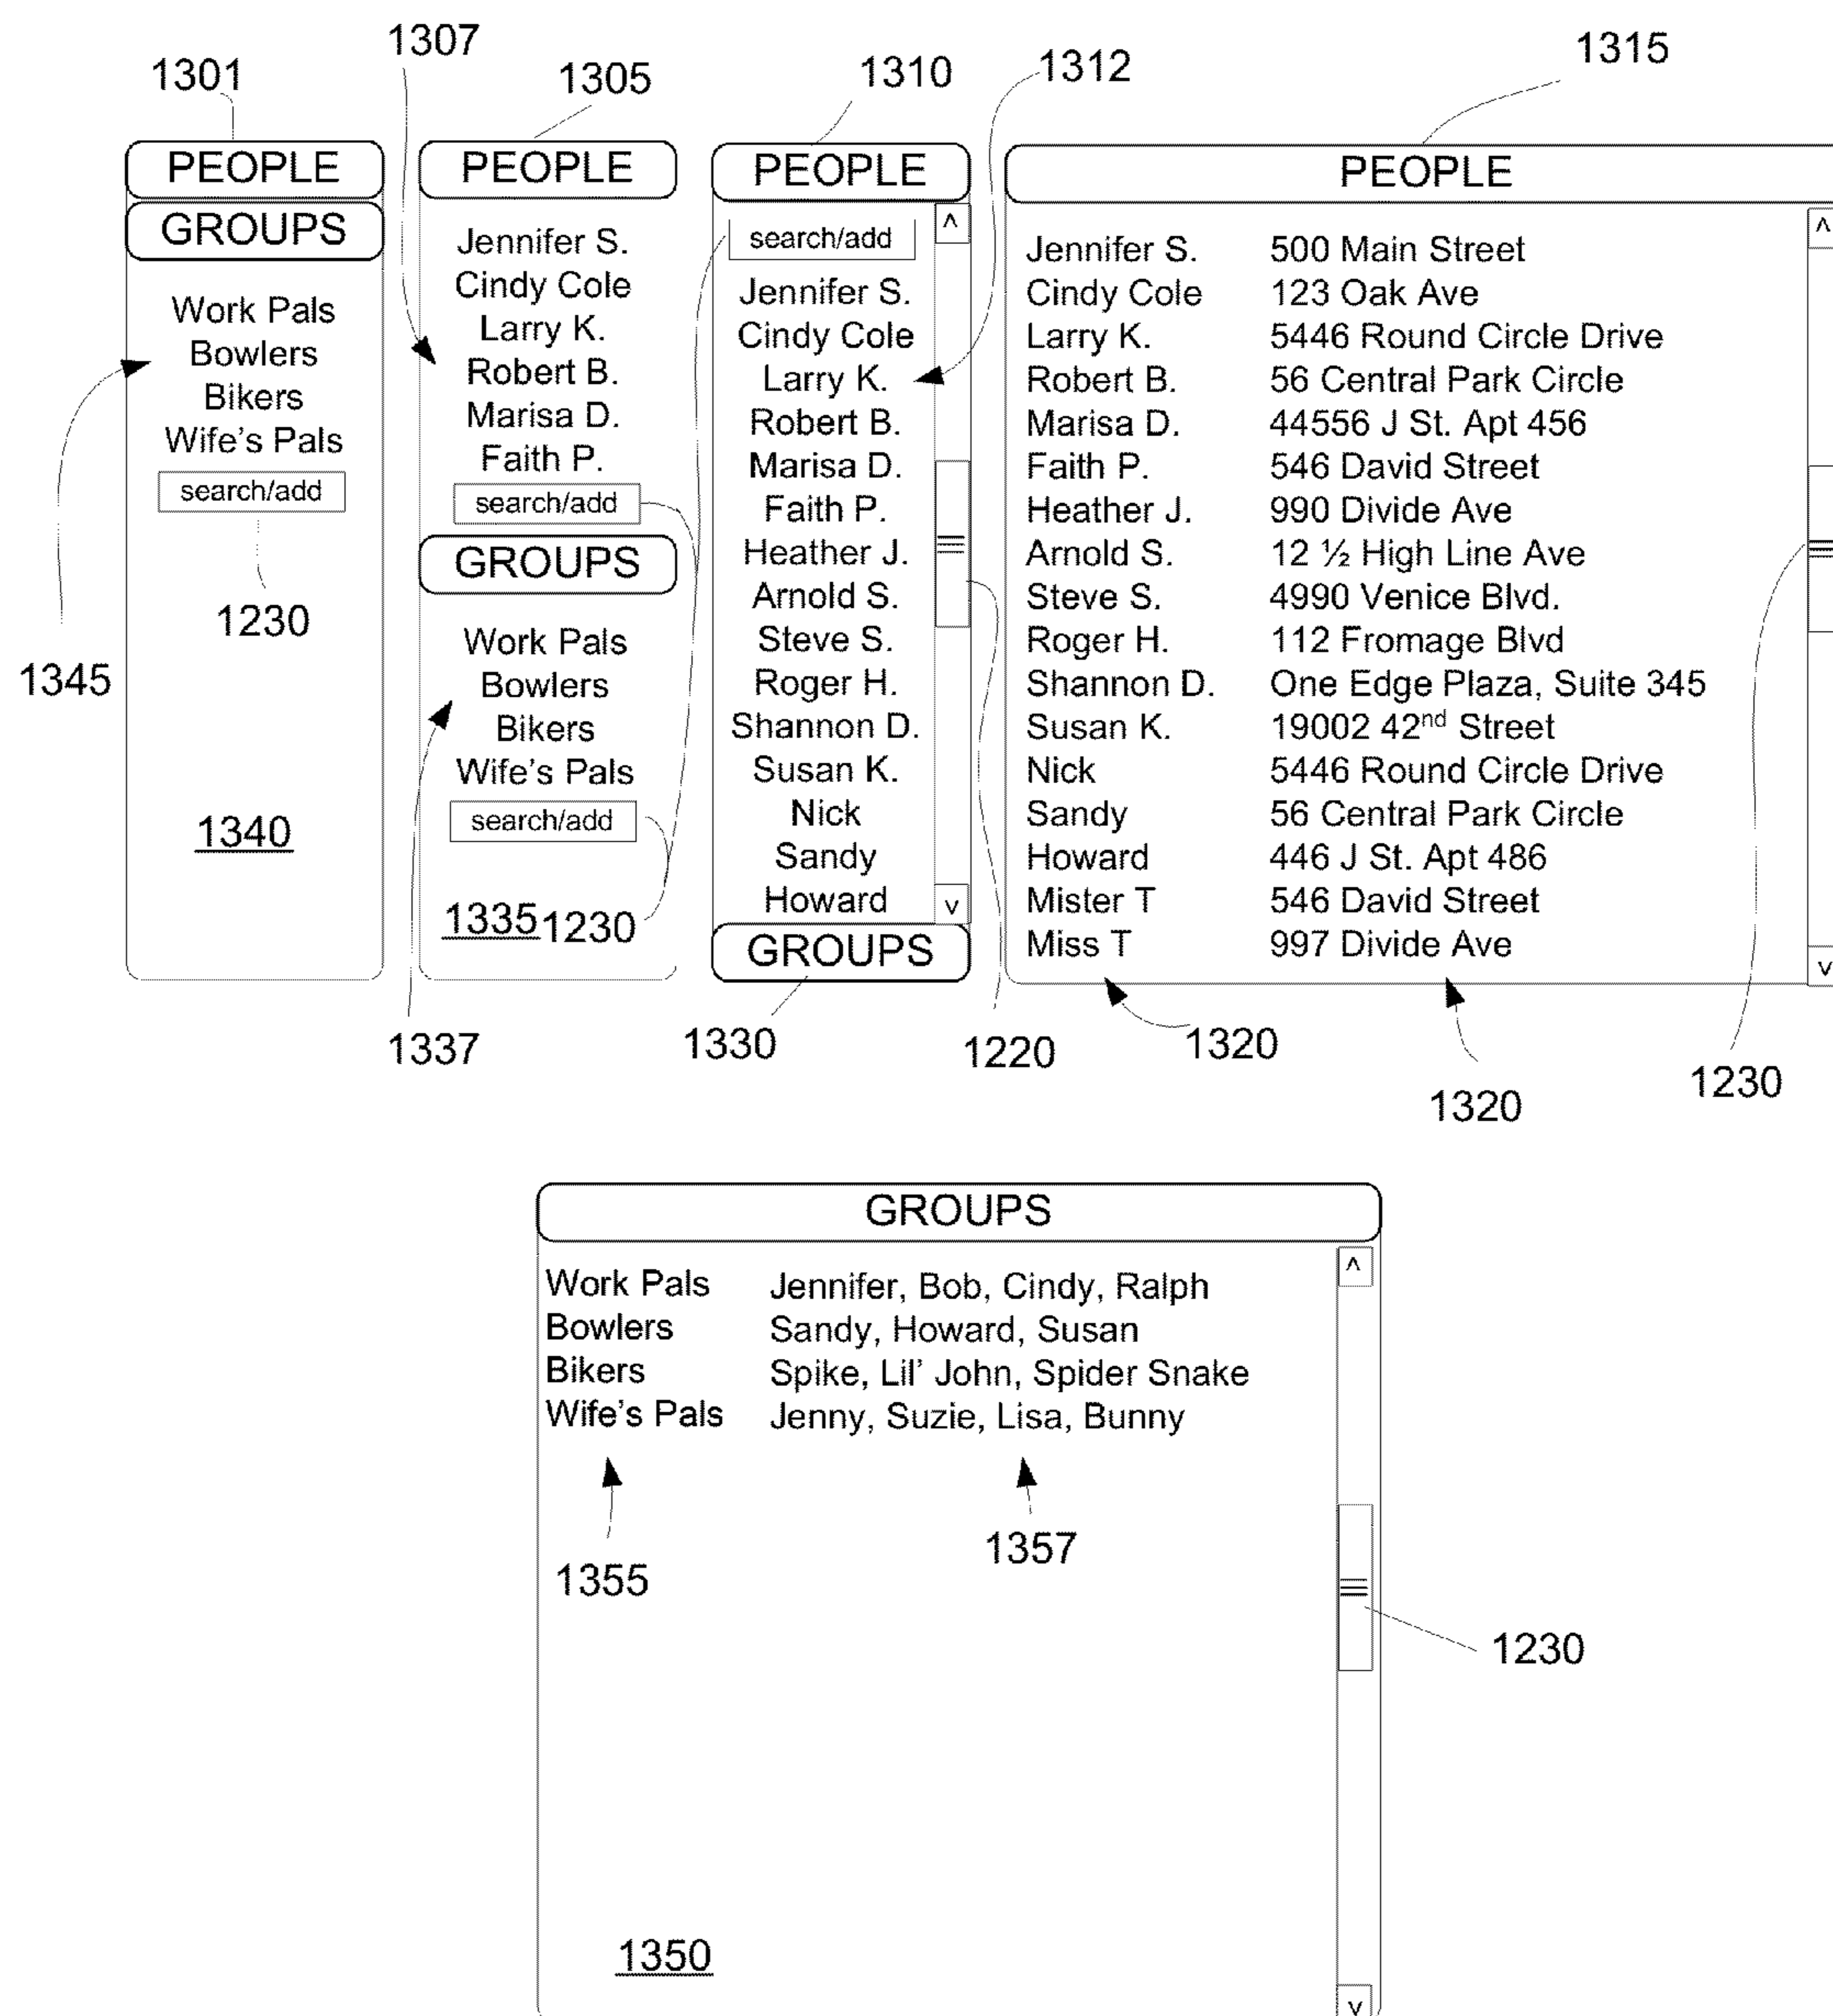 1307
1301
1305
1310
1312
1315
PEOPLE
GROUPS
Work Pals
Bowlers
Bikers
Wife's Pals
search/add
1230
1345
1340
PEOPLE
Jennifer S.
Cindy Cole
Larry K.
Robert B.
Marisa D.
Faith P.
search/add
GROUPS
Work Pals
Bowlers
Bikers
Wife's Pals
search/add
1335 1230
1337
PEOPLE
^
search/add
Jennifer S.
Cindy Cole
Larry K.
Robert B.
Marisa D.
Faith P.
Heather J.
Arnold S.
Steve S.
Roger H.
Shannon D.
Susan K.
Nick
Sandy
Howard
v
GROUPS
1330
1220
PEOPLE
^
Jennifer S. 500 Main Street
Cindy Cole 123 Oak Ave
Larry K. 5446 Round Circle Drive
Robert B. 56 Central Park Circle
Marisa D. 44556 J St. Apt 456
Faith P. 546 David Street
Heather J. 990 Divide Ave
Arnold S. 12 ½ High Line Ave
Steve S. 4990 Venice Blvd.
Roger H. 112 Fromage Blvd
Shannon D. One Edge Plaza, Suite 345
Susan K. 19002 42nd Street
Nick 5446 Round Circle Drive
Sandy 56 Central Park Circle
Howard 446 J St. Apt 486
Mister T 546 David Street
Miss T 997 Divide Ave
v
1320
1320
1230
GROUPS
^
Work Pals Jennifer, Bob, Cindy, Ralph
Bowlers Sandy, Howard, Susan
Bikers Spike, Lil' John, Spider Snake
Wife's Pals Jenny, Suzie, Lisa, Bunny
1355
1357
1230
1350
v